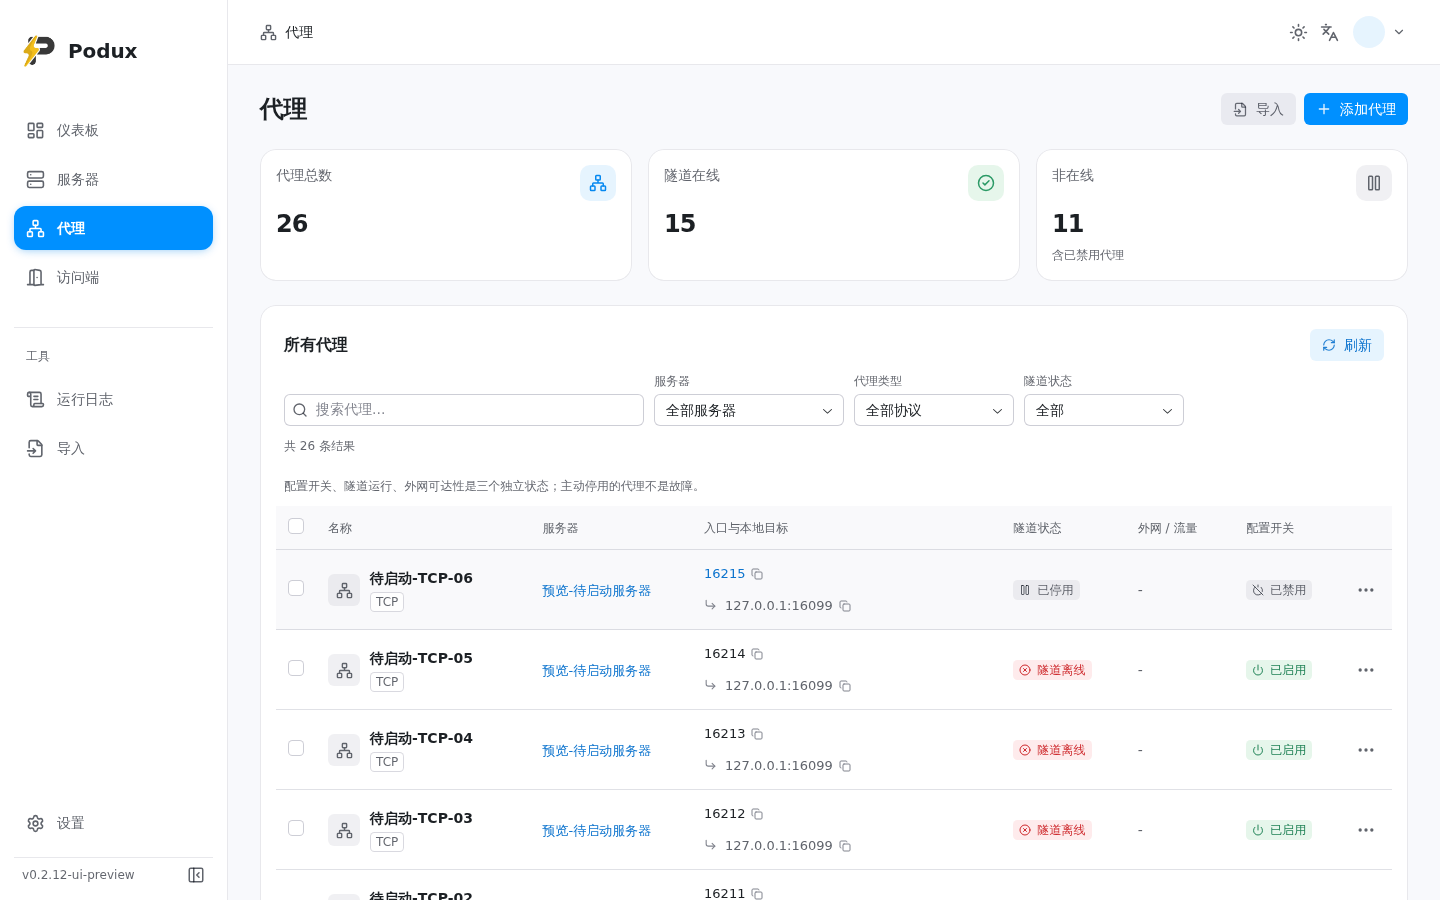 Podux
仪表板
服务器
代理
访问端
工具
运行日志
导入
设置
v0.2.12-ui-preview
代理
代理
导入
添加代理
代理总数
26
隧道在线
15
非在线
11
含已禁用代理
所有代理
刷新
服务器
代理类型
隧道状态
搜索代理...
全部服务器
全部协议
全部
共 26 条结果
配置开关、隧道运行、外网可达性是三个独立状态；主动停用的代理不是故障。
名称 服务器 入口与本地目标 隧道状态 外网 / 流量 配置开关
待启动-TCP-06
TCP
预览-待启动服务器
16215
127.0.0.1:16099
已停用
-
已禁用
待启动-TCP-05
TCP
预览-待启动服务器
16214
127.0.0.1:16099
隧道离线
-
已启用
待启动-TCP-04
TCP
预览-待启动服务器
16213
127.0.0.1:16099
隧道离线
-
已启用
待启动-TCP-03
TCP
预览-待启动服务器
16212
127.0.0.1:16099
隧道离线
-
已启用
待启动-TCP-02
16211